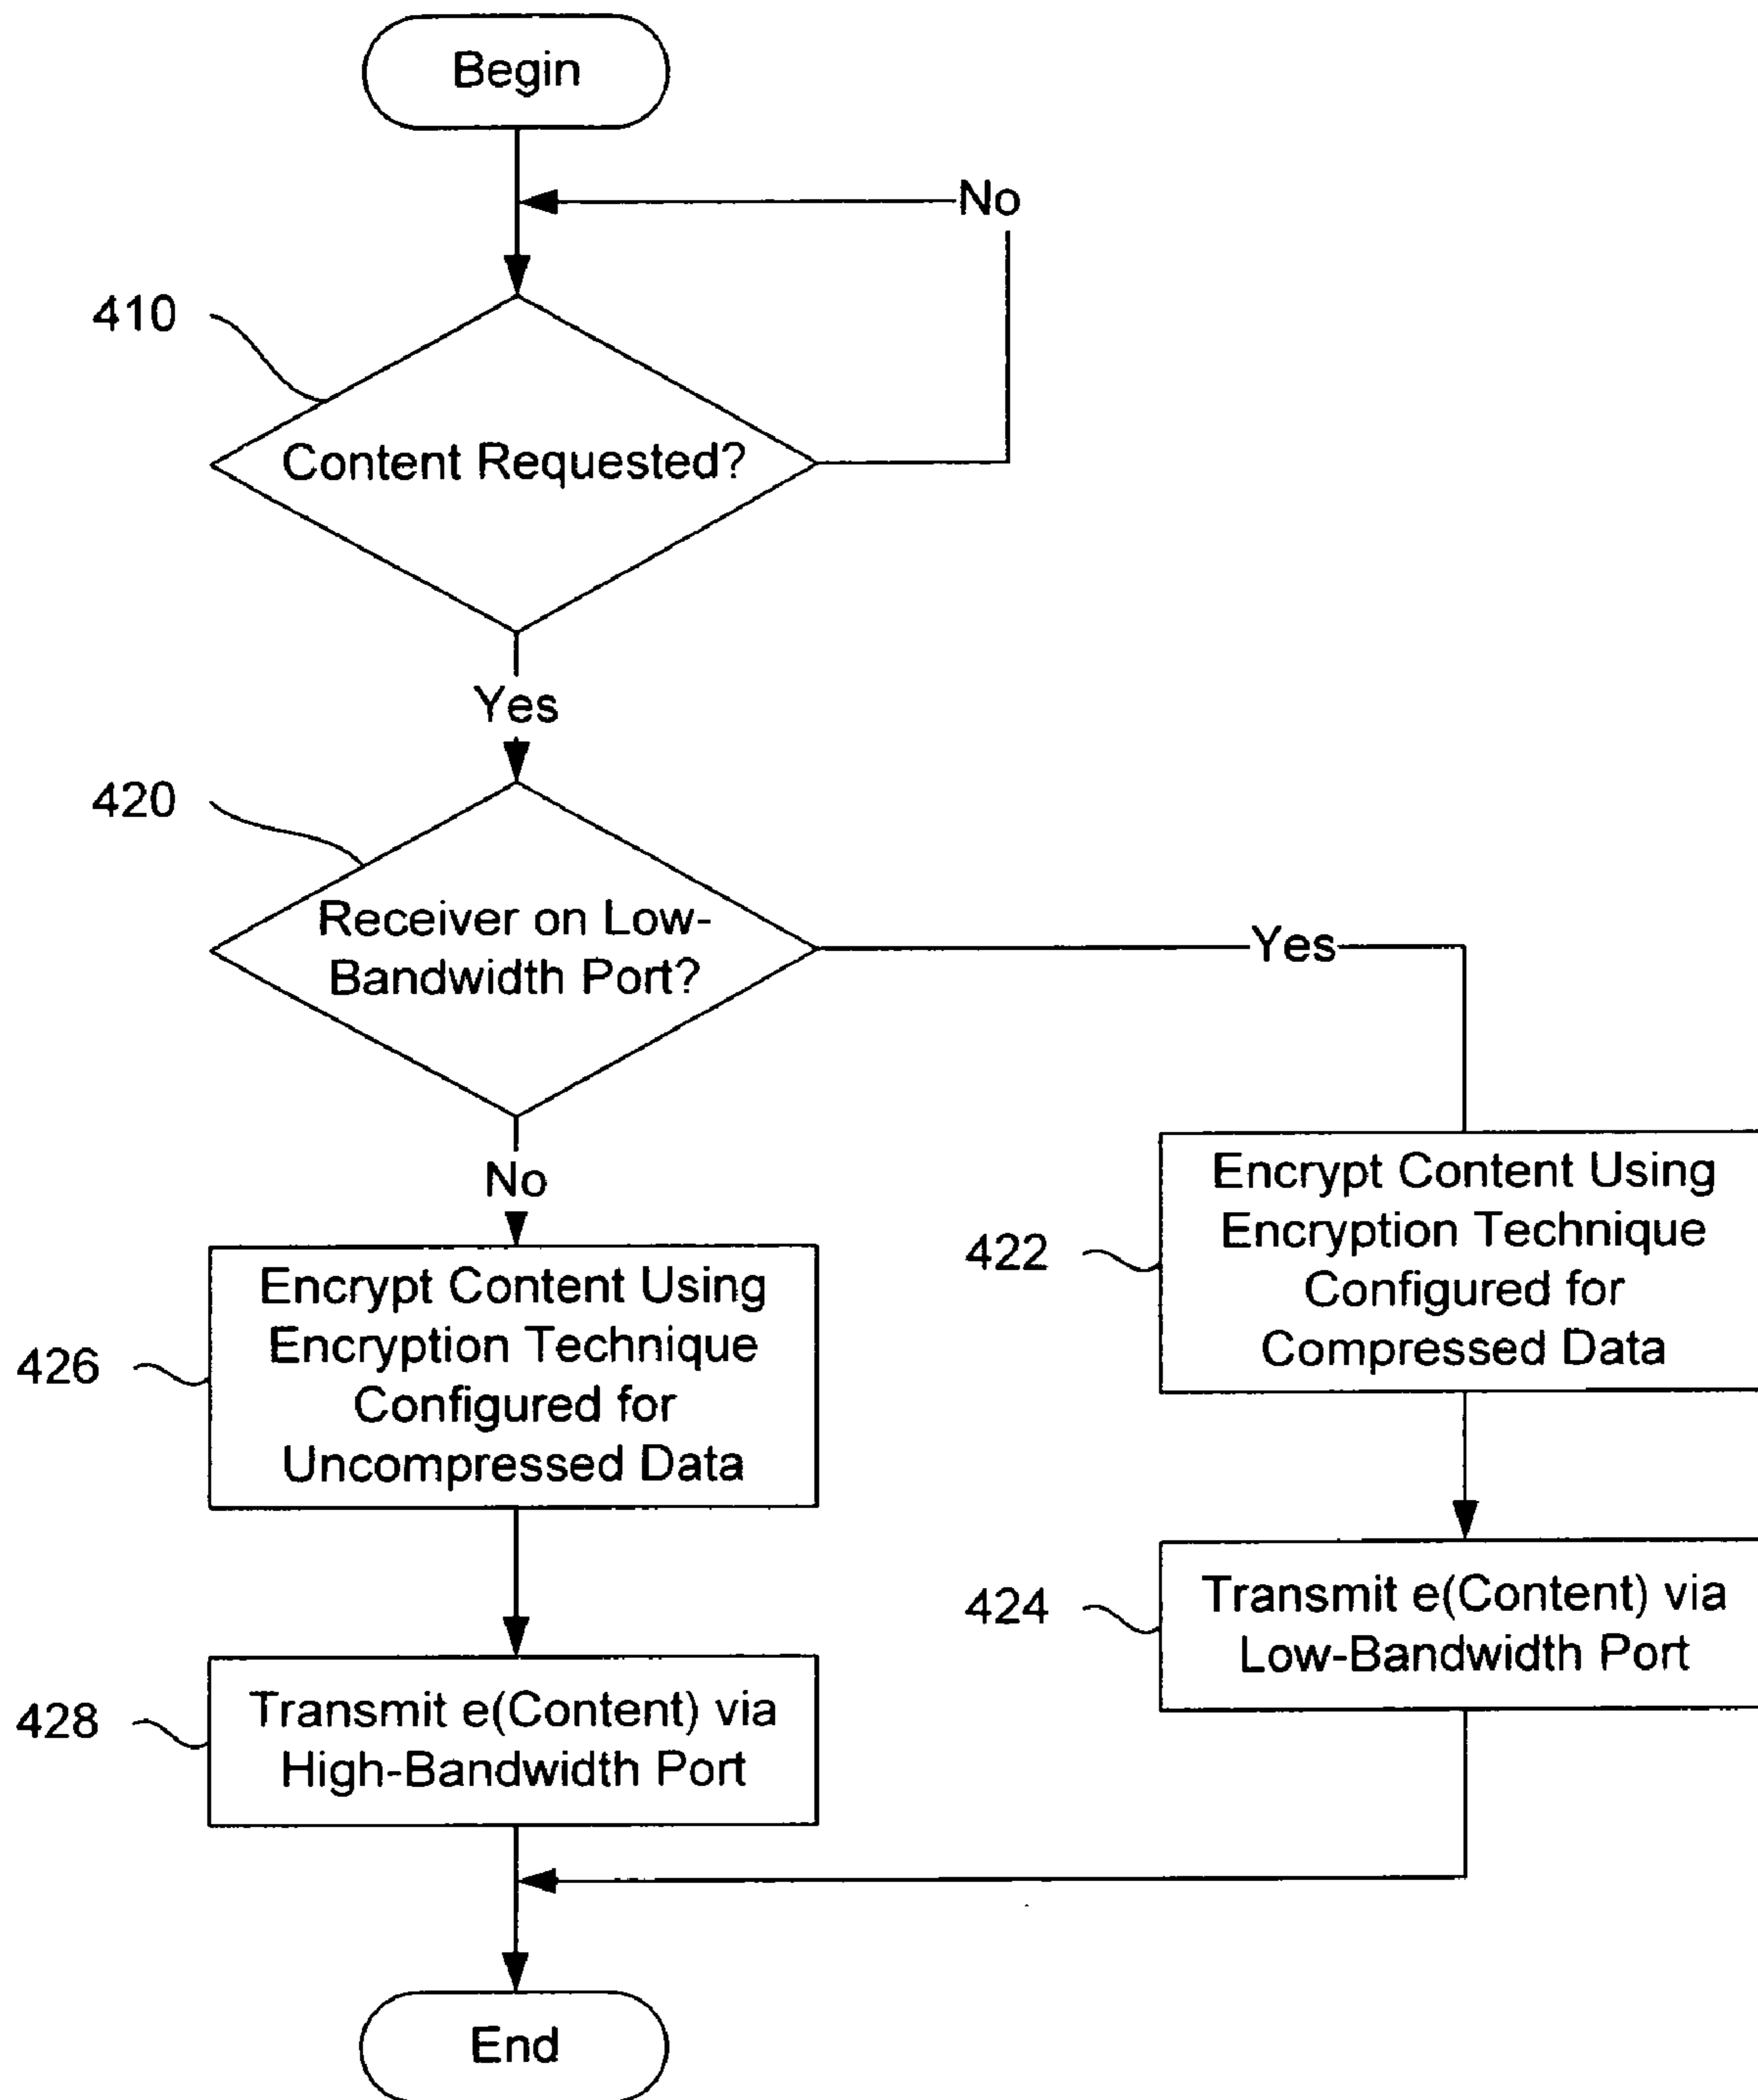 Begin
No
410
Content Requested?
Yes
420
Receiver on Low-
Bandwidth Port?
Yes
No
422
Encrypt Content Using
Encryption Technique
Configured for
Compressed Data
426
Encrypt Content Using
Encryption Technique
Configured for
Uncompressed Data
424
Transmit e(Content) via
Low-Bandwidth Port
428
Transmit e(Content) via
High-Bandwidth Port
End